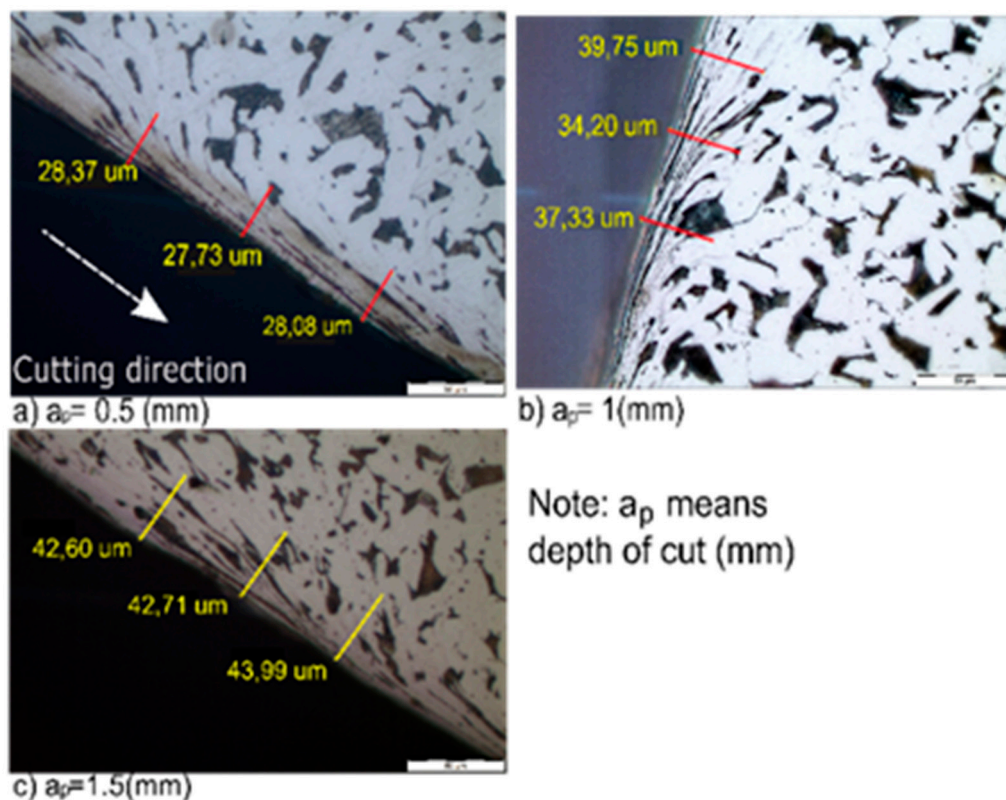 28,37 um
27,73 um
28,08 um
Cutting direction
a) aₚ= 0.5 (mm)
39,75 um
34,20 um
37,33 um
b) aₚ= 1(mm)
42,60 um
42,71 um
43,99 um
c) aₚ=1.5(mm)
Note: aₚ means
depth of cut (mm)